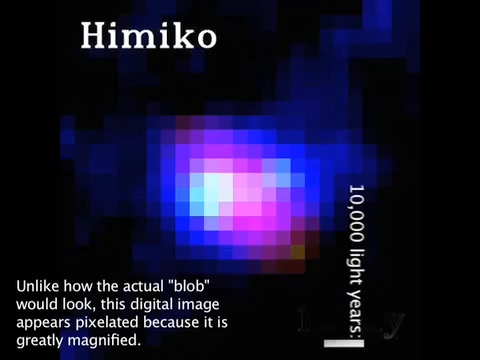 Himiko
10,000 light years:
Unlike how the actual "blob"
would look, this digital image
appears pixelated because it is
greatly magnified.